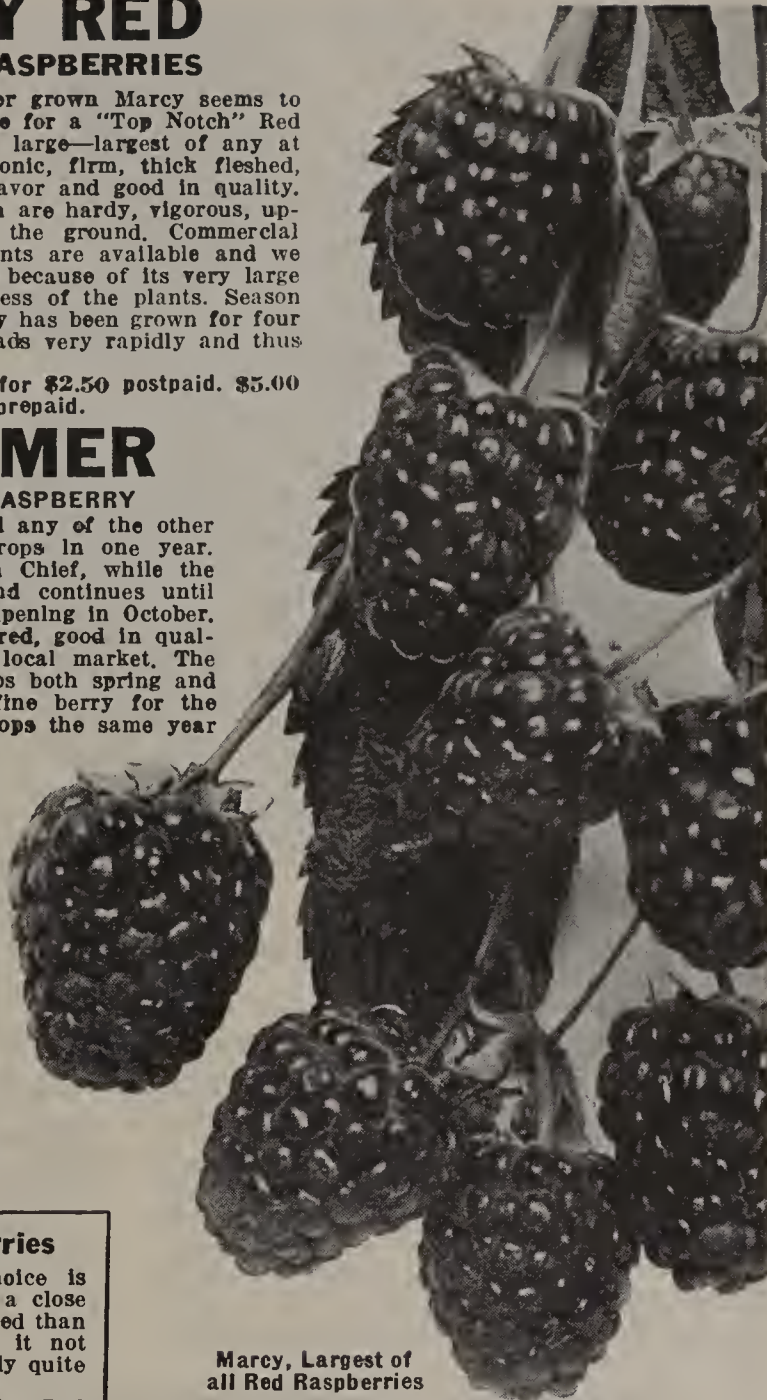 Y RED
ASPBERRIES
or grown Marcy seems to
e for a "Top Notch" Red
large—largest of any at
onic, firm, thick fleshed,
avor and good in quality.
n are hardy, vigorous, up-
the ground. Commercial
nts are available and we
because of its very large
ess of the plants. Season
y has been grown for four
ads very rapidly and thus
for $2.50 postpaid. $5.00
prepaid.
MER
ASPBERRY
d any of the other
rops in one year.
n Chief, while the
nd continues until
pening in October.
red, good in qual-
local market. The
ps both spring and
fine berry for the
ops the same year
rries
hoice is
a close
ed than
it not
ly quite
Marcy, Largest of
all Red Raspberries